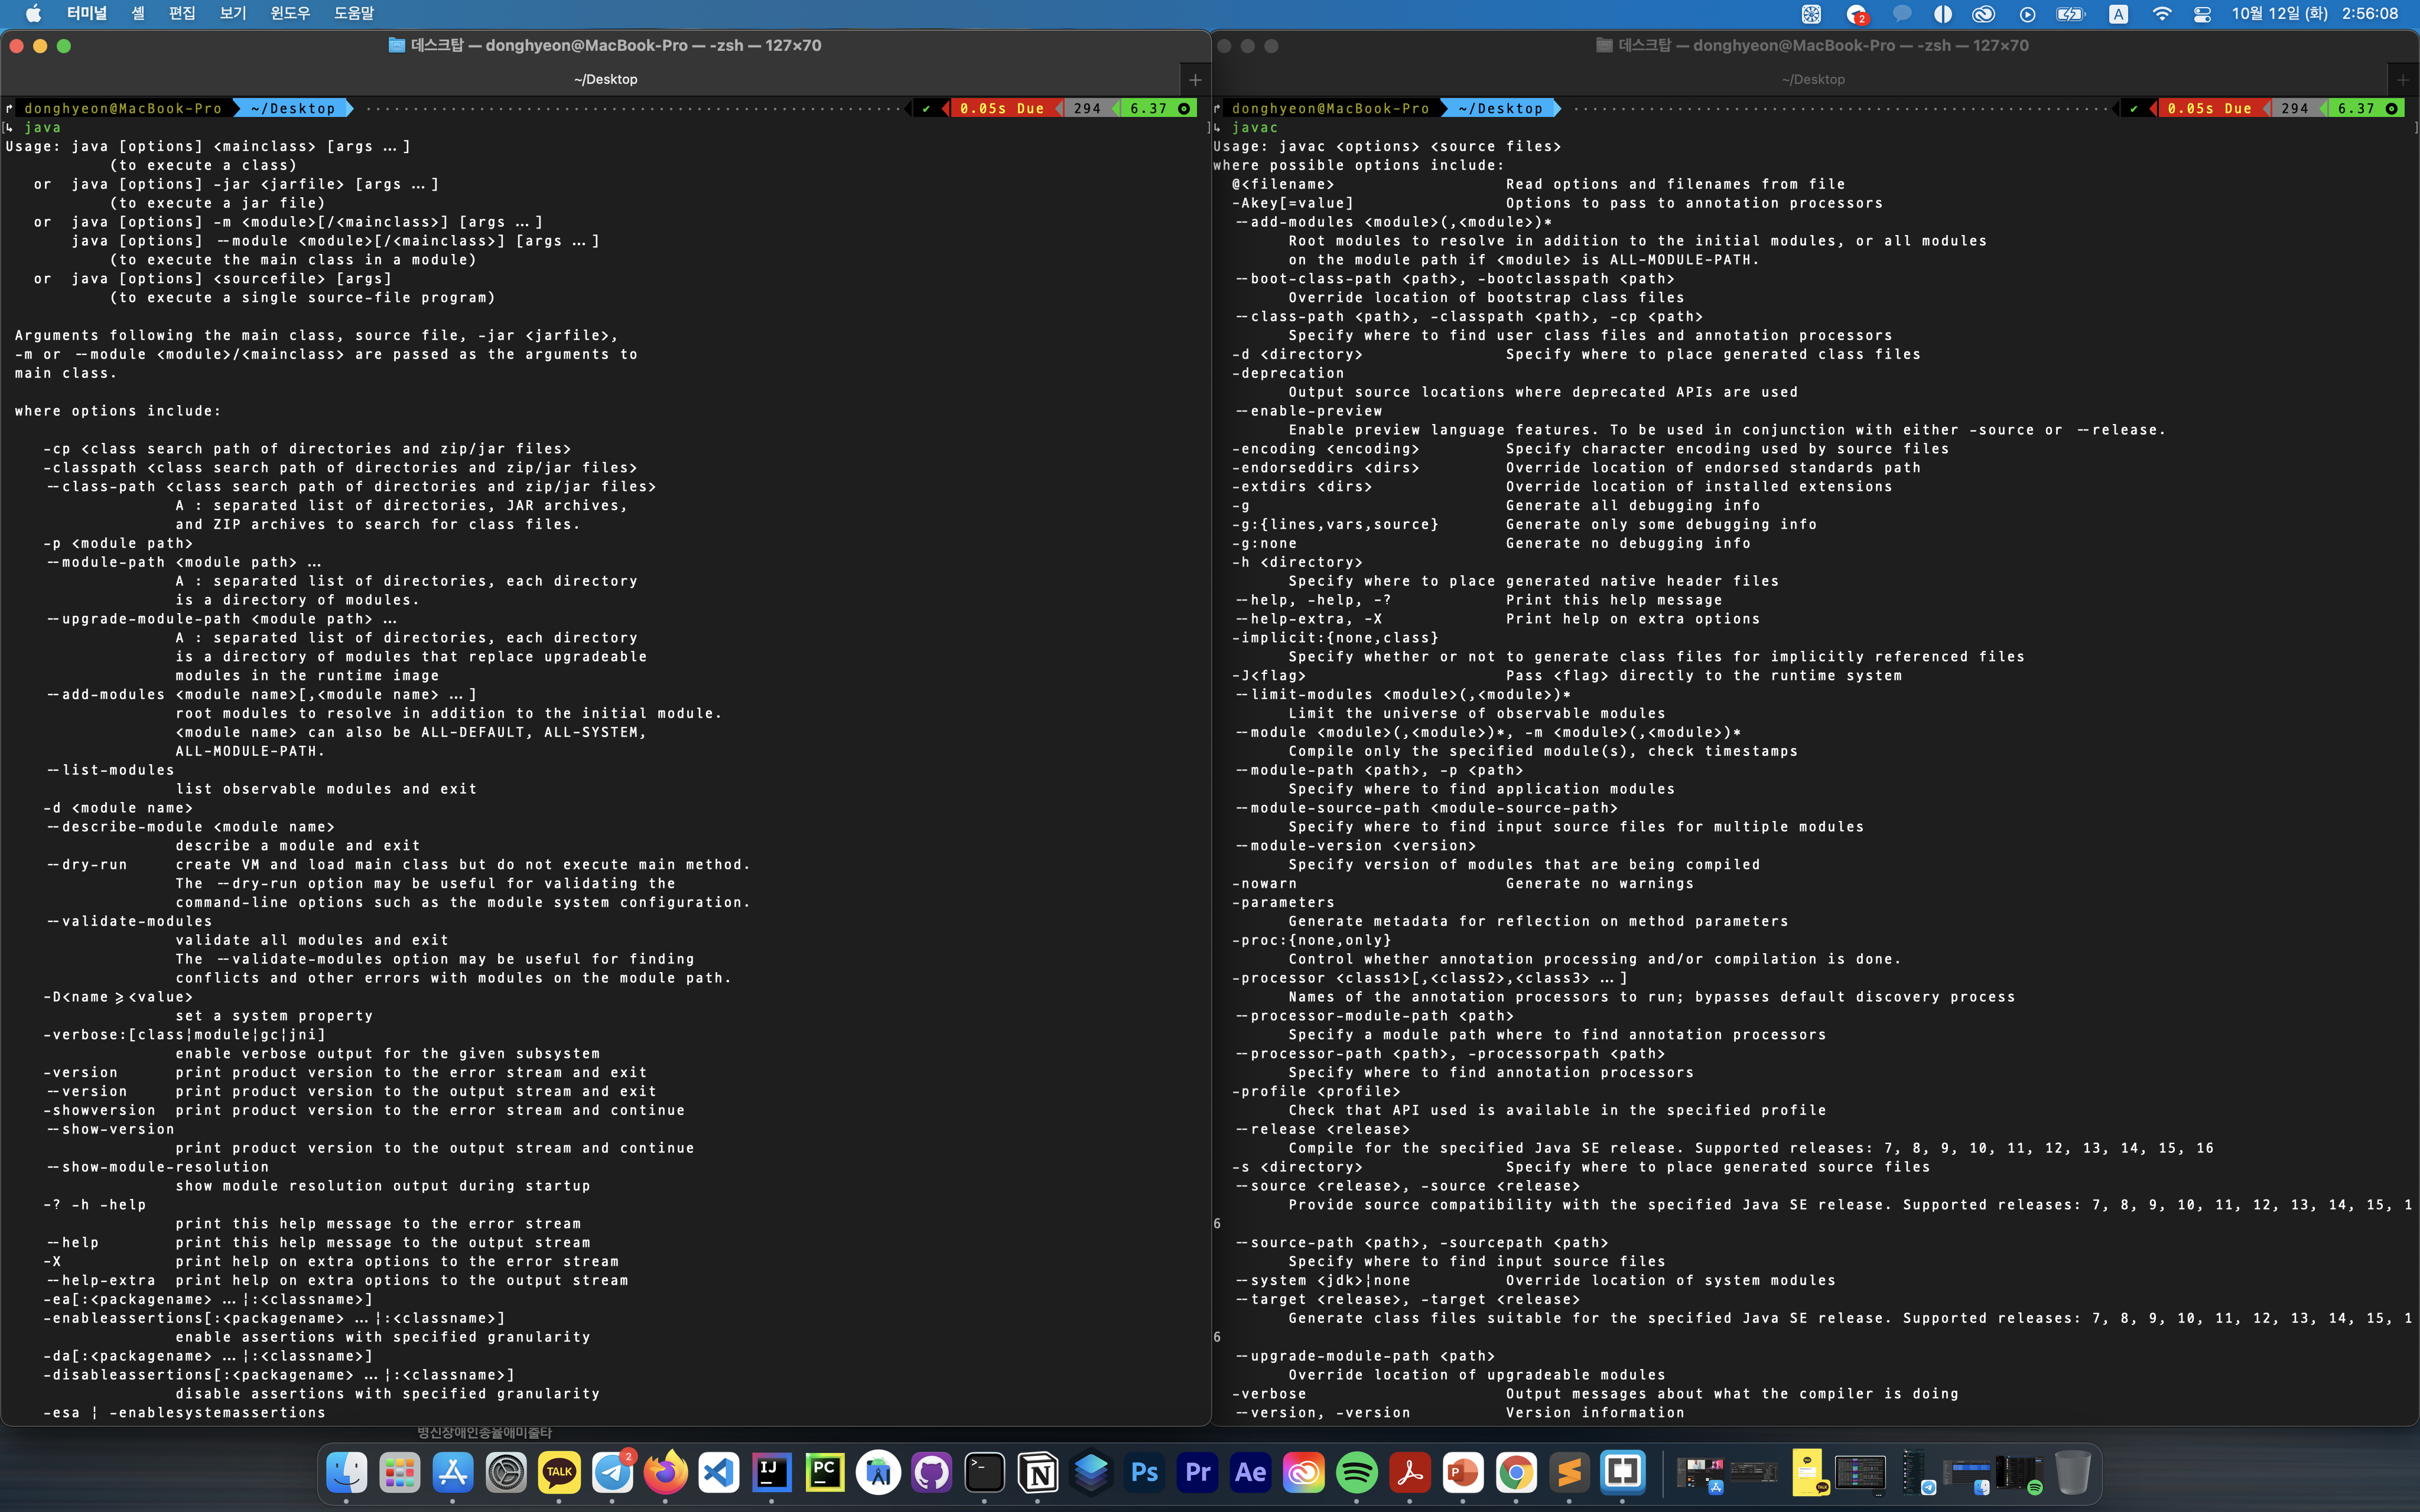 터미널 셸 편집 보기 윈도우 도움말
2 A 10월 12일 (화) 2:56:08
데스크탑 — donghyeon@MacBook-Pro — -zsh — 127×70
~/Desktop
donghyeon@MacBook-Pro ~/Desktop ✔ 0.05s Due 294 6.37
java
Usage: java [options] <mainclass> [args ...]
(to execute a class)
or java [options] -jar <jarfile> [args ...]
(to execute a jar file)
or java [options] -m <module>[/<mainclass>] [args ...]
java [options] --module <module>[/<mainclass>] [args ...]
(to execute the main class in a module)
or java [options] <sourcefile> [args]
(to execute a single source-file program)
Arguments following the main class, source file, -jar <jarfile>,
-m or --module <module>/<mainclass> are passed as the arguments to
main class.
where options include:
-cp <class search path of directories and zip/jar files>
-classpath <class search path of directories and zip/jar files>
--class-path <class search path of directories and zip/jar files>
A : separated list of directories, JAR archives,
and ZIP archives to search for class files.
-p <module path>
--module-path <module path> ...
A : separated list of directories, each directory
is a directory of modules.
--upgrade-module-path <module path> ...
A : separated list of directories, each directory
is a directory of modules that replace upgradeable
modules in the runtime image
--add-modules <module name>[,<module name> ...]
root modules to resolve in addition to the initial module.
<module name> can also be ALL-DEFAULT, ALL-SYSTEM,
ALL-MODULE-PATH.
--list-modules
list observable modules and exit
-d <module name>
--describe-module <module name>
describe a module and exit
--dry-run create VM and load main class but do not execute main method.
The --dry-run option may be useful for validating the
command-line options such as the module system configuration.
--validate-modules
validate all modules and exit
The --validate-modules option may be useful for finding
conflicts and other errors with modules on the module path.
-D<name>=<value>
set a system property
-verbose:[class|module|gc|jni]
enable verbose output for the given subsystem
-version print product version to the error stream and exit
--version print product version to the output stream and exit
-showversion print product version to the error stream and continue
--show-version
print product version to the output stream and continue
--show-module-resolution
show module resolution output during startup
-? -h -help
print this help message to the error stream
--help print this help message to the output stream
-X print help on extra options to the error stream
--help-extra print help on extra options to the output stream
-ea[:<packagename> ...|:<classname>]
-enableassertions[:<packagename> ...|:<classname>]
enable assertions with specified granularity
-da[:<packagename> ...|:<classname>]
-disableassertions[:<packagename> ...|:<classname>]
disable assertions with specified granularity
-esa | -enablesystemassertions
데스크탑 — donghyeon@MacBook-Pro — -zsh — 127×70
~/Desktop
donghyeon@MacBook-Pro ~/Desktop ✔ 0.05s Due 294 6.37
javac
Usage: javac <options> <source files>
where possible options include:
@<filename> Read options and filenames from file
-Akey[=value] Options to pass to annotation processors
--add-modules <module>(,<module>)*
Root modules to resolve in addition to the initial modules, or all modules
on the module path if <module> is ALL-MODULE-PATH.
--boot-class-path <path>, -bootclasspath <path>
Override location of bootstrap class files
--class-path <path>, -classpath <path>, -cp <path>
Specify where to find user class files and annotation processors
-d <directory> Specify where to place generated class files
-deprecation
Output source locations where deprecated APIs are used
--enable-preview
Enable preview language features. To be used in conjunction with either -source or --release.
-encoding <encoding> Specify character encoding used by source files
-endorseddirs <dirs> Override location of endorsed standards path
-extdirs <dirs> Override location of installed extensions
-g Generate all debugging info
-g:{lines,vars,source} Generate only some debugging info
-g:none Generate no debugging info
-h <directory>
Specify where to place generated native header files
--help, -help, -? Print this help message
--help-extra, -X Print help on extra options
-implicit:{none,class}
Specify whether or not to generate class files for implicitly referenced files
-J<flag> Pass <flag> directly to the runtime system
--limit-modules <module>(,<module>)*
Limit the universe of observable modules
--module <module>(,<module>)*, -m <module>(,<module>)*
Compile only the specified module(s), check timestamps
--module-path <path>, -p <path>
Specify where to find application modules
--module-source-path <module-source-path>
Specify where to find input source files for multiple modules
--module-version <version>
Specify version of modules that are being compiled
-nowarn Generate no warnings
-parameters
Generate metadata for reflection on method parameters
-proc:{none,only}
Control whether annotation processing and/or compilation is done.
-processor <class1>[,<class2>,<class3> ...]
Names of the annotation processors to run; bypasses default discovery process
--processor-module-path <path>
Specify a module path where to find annotation processors
--processor-path <path>, -processorpath <path>
Specify where to find annotation processors
-profile <profile>
Check that API used is available in the specified profile
--release <release>
Compile for the specified Java SE release. Supported releases: 7, 8, 9, 10, 11, 12, 13, 14, 15, 16
-s <directory> Specify where to place generated source files
--source <release>, -source <release>
Provide source compatibility with the specified Java SE release. Supported releases: 7, 8, 9, 10, 11, 12, 13, 14, 15, 1
6
--source-path <path>, -sourcepath <path>
Specify where to find input source files
--system <jdk>|none Override location of system modules
--target <release>, -target <release>
Generate class files suitable for the specified Java SE release. Supported releases: 7, 8, 9, 10, 11, 12, 13, 14, 15, 1
6
--upgrade-module-path <path>
Override location of upgradeable modules
-verbose Output messages about what the compiler is doing
--version, -version Version information
병신장애인송율애미줄타
TALK 2 IJ PC >_ N Ps Pr Ae P